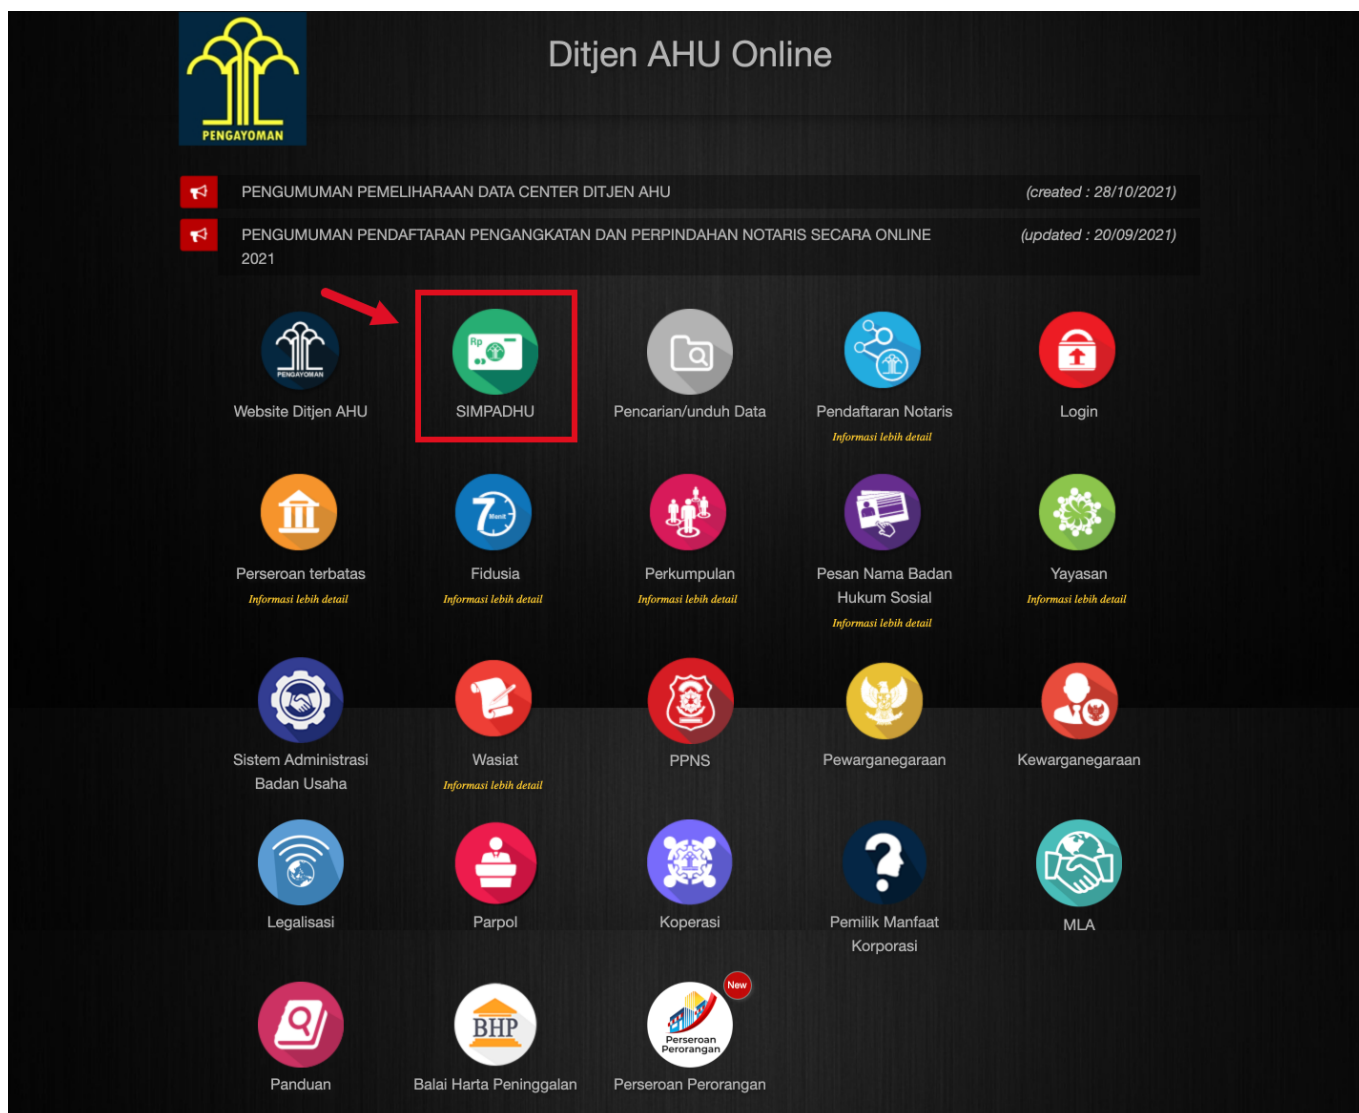 Ditjen AHU Online
PENGAYOMAN
PENGUMUMAN PEMELIHARAAN DATA CENTER DITJEN AHU (created : 28/10/2021)
PENGUMUMAN PENDAFTARAN PENGANGKATAN DAN PERPINDAHAN NOTARIS SECARA ONLINE (updated : 20/09/2021)
2021
PENGAYOMAN
Rp
Website Ditjen AHU
SIMPADHU
Pencarian/unduh Data
Pendaftaran Notaris
Informasi lebih detail
Login
7 Menit
Perseroan terbatas
Informasi lebih detail
Fidusia
Informasi lebih detail
Perkumpulan
Informasi lebih detail
Pesan Nama Badan
Hukum Sosial
Informasi lebih detail
Yayasan
Informasi lebih detail
Sistem Administrasi
Badan Usaha
Wasiat
Informasi lebih detail
PPNS
Pewarganegaraan
Kewarganegaraan
Legalisasi
Parpol
Koperasi
Pemilik Manfaat
Korporasi
MLA
Panduan
BHP
Balai Harta Peninggalan
New
Perseroan
Perorangan
Perseroan Perorangan